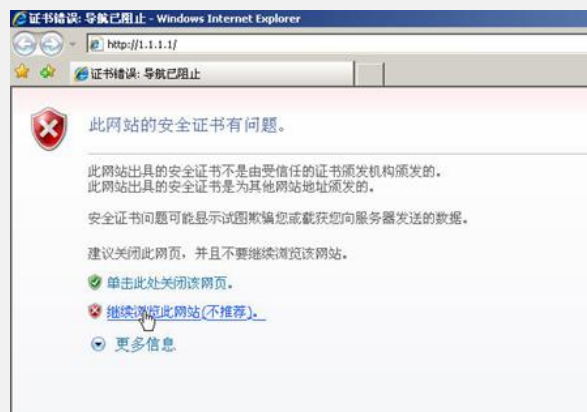 证书错误: 导航已阻止 - Windows Internet Explorer
http://1.1.1.1/
证书错误: 导航已阻止
此网站的安全证书有问题。
此网站出具的安全证书不是由受信任的证书颁发机构颁发的。
此网站出具的安全证书是为其他网站地址颁发的。
安全证书问题可能显示试图欺骗您或截获您向服务器发送的数据。
建议关闭此网页，并且不要继续浏览该网站。
单击此处关闭该网页。
继续浏览此网站(不推荐)。
更多信息